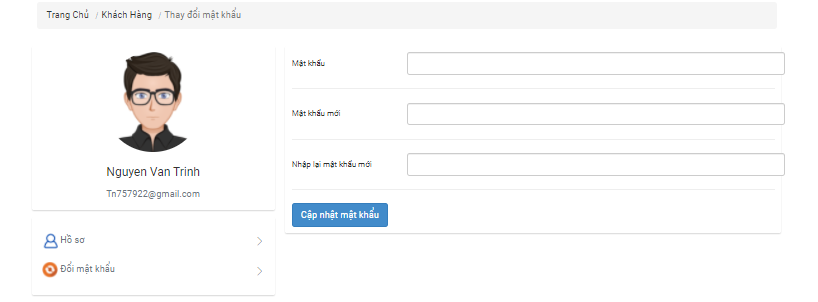 Trang Chủ / Khách Hàng / Thay đổi mật khẩu
Nguyen Van Trinh
Tn757922@gmail.com
Hồ sơ
Đổi mật khẩu
Mật khẩu
Mật khẩu mới
Nhập lại mật khẩu mới
Cập nhật mật khẩu